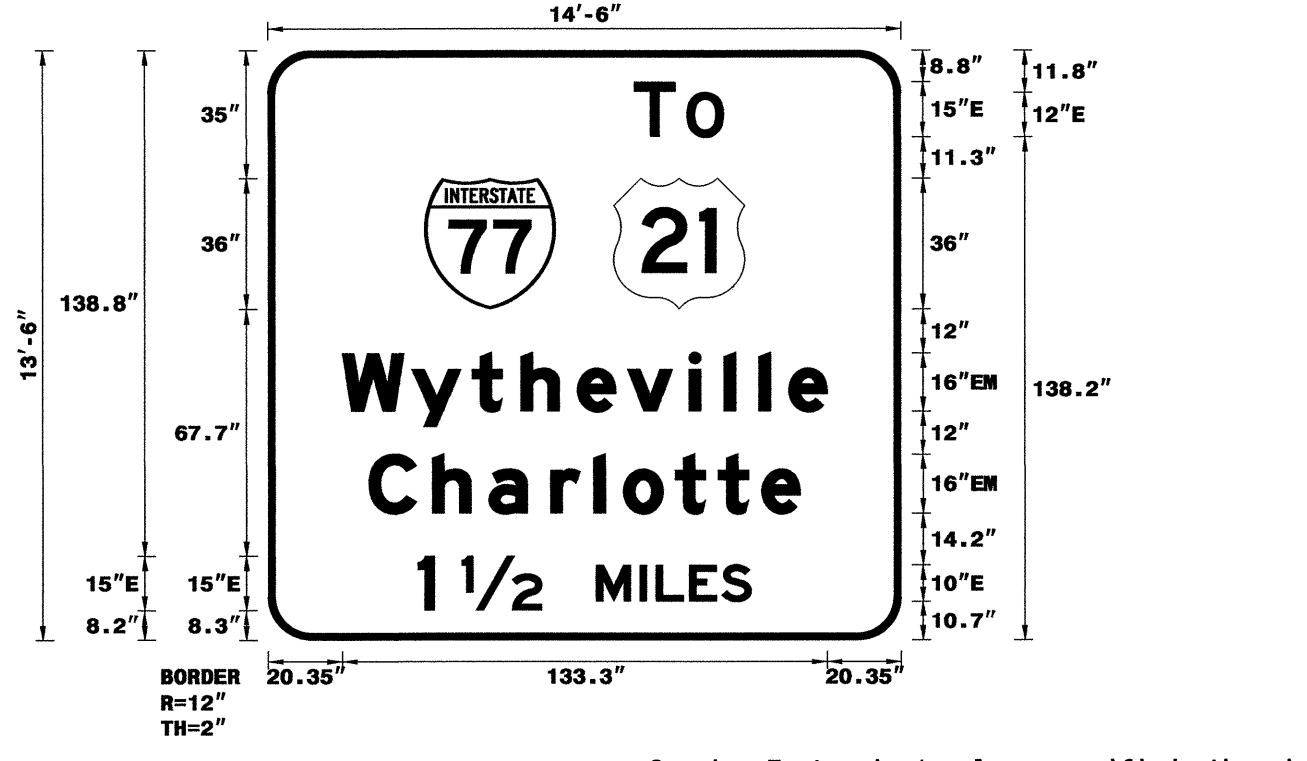 14'-6"
8.8"
11.8"
35"
To
15"E
12"E
11.3"
INTERSTATE
77
21
36"
36"
138.8"
13'-6"
12"
Wytheville
16"EM
138.2"
67.7"
12"
Charlotte
16"EM
14.2"
15"E
15"E
1 1/2 MILES
10"E
8.2"
8.3"
10.7"
BORDER
20.35"
133.3"
20.35"
R=12"
TH=2"